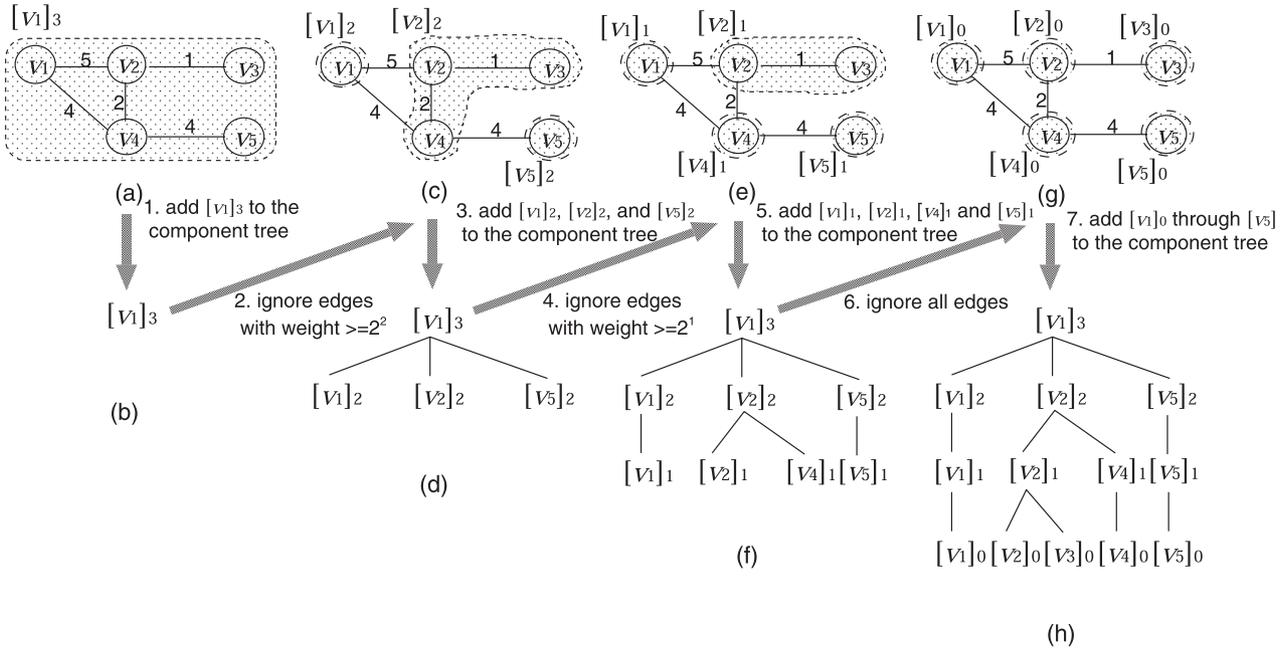 [V1]3
V1 5 V2 1 V3
4 2
V4 4 V5
(a)
[V1]2 [V2]2
V1 5 V2 1 V3
4 2
V4 4 V5
[V5]2
(c)
[V1]1 [V2]1
V1 5 V2 1 V3
4 2
V4 4 V5
[V4]1 [V5]1
(e)
[V1]0 [V2]0 [V3]0
V1 5 V2 1 V3
4 2
V4 4 V5
[V4]0 [V5]0
(g)
1. add [V1]3 to the
component tree
3. add [V1]2, [V2]2, and [V5]2
to the component tree
5. add [V1]1, [V2]1, [V4]1 and [V5]1
to the component tree
7. add [V1]0 through [V5]
to the component tree
2. ignore edges
with weight >=2²
4. ignore edges
with weight >=2¹
6. ignore all edges
[V1]3
(b)
[V1]3
[V1]2 [V2]2 [V5]2
(d)
[V1]3
[V1]2 [V2]2 [V5]2
[V1]1 [V2]1 [V4]1 [V5]1
(f)
[V1]3
[V1]2 [V2]2 [V5]2
[V1]1 [V2]1 [V4]1 [V5]1
[V1]0 [V2]0 [V3]0 [V4]0 [V5]0
(h)